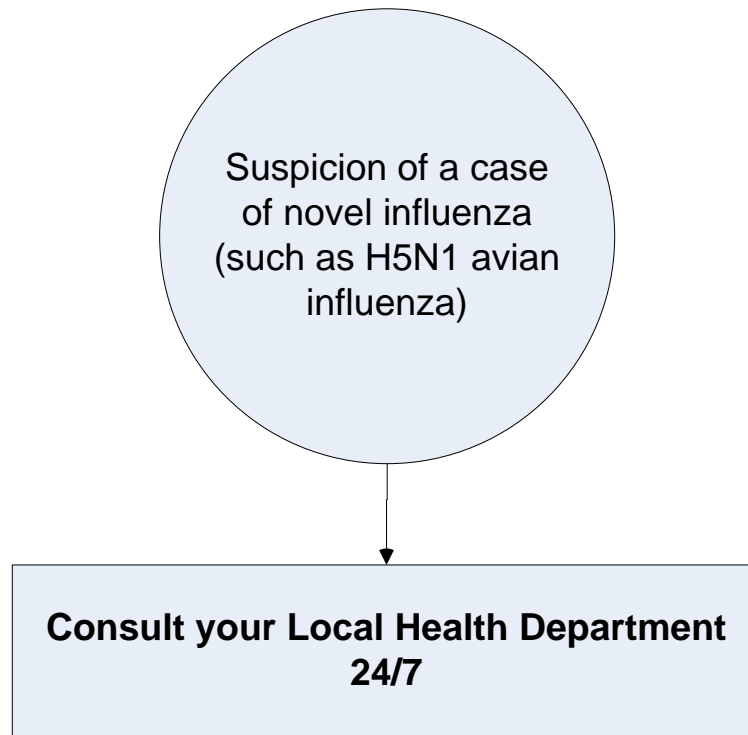 Suspicion of a case
of novel influenza
(such as H5N1 avian
influenza)
Consult your Local Health Department
24/7